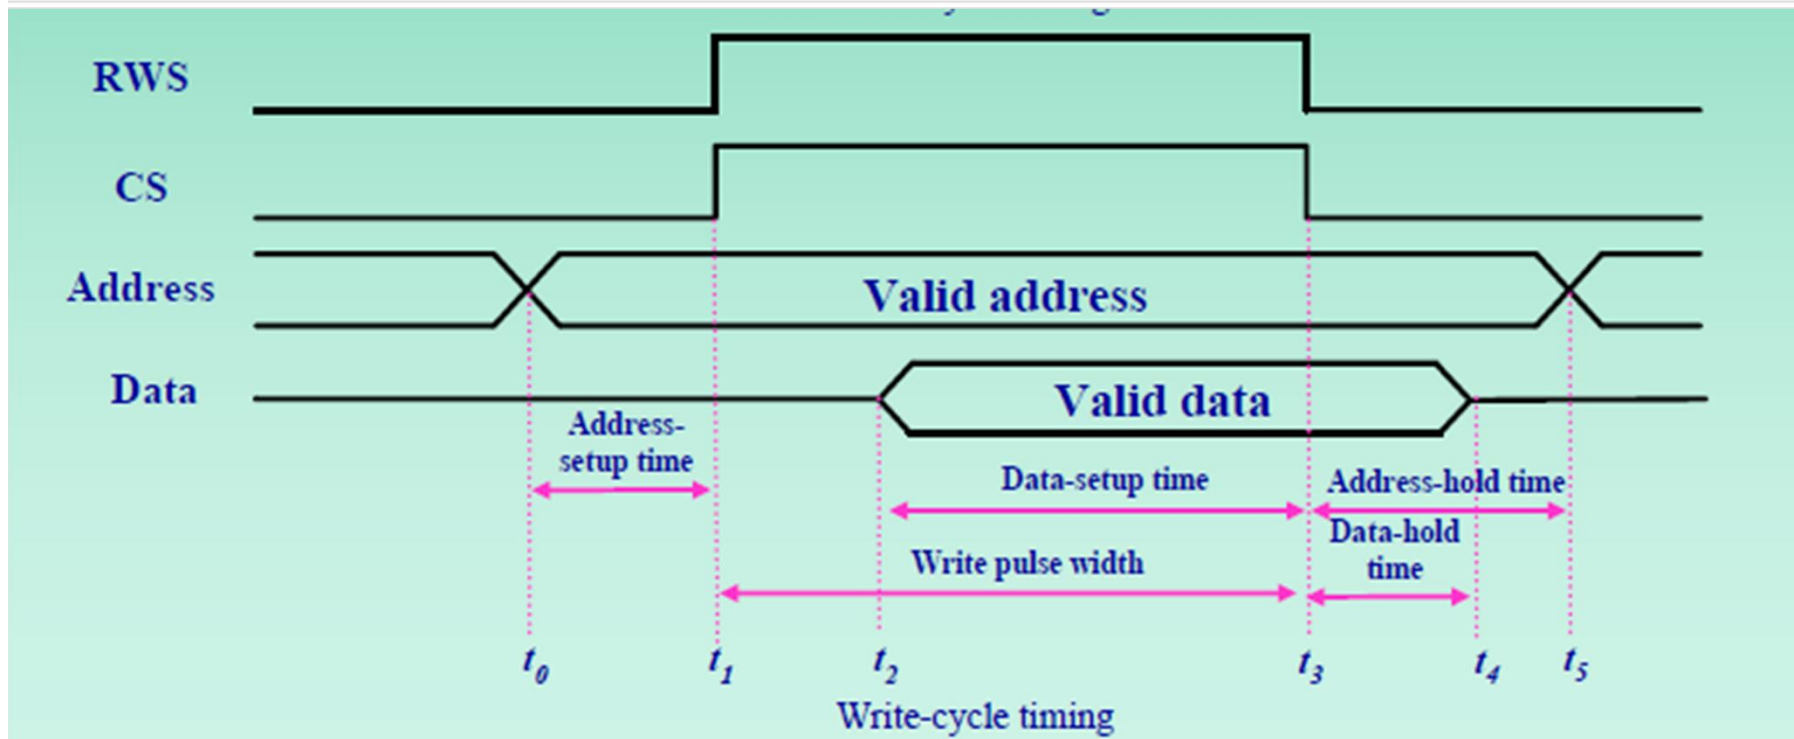 RWS
CS
Address
Valid address
Data
Valid data
Address-
setup time
Data-setup time
Address-hold time
Data-hold
time
Write pulse width
t0 t1 t2 t3 t4 t5
Write-cycle timing